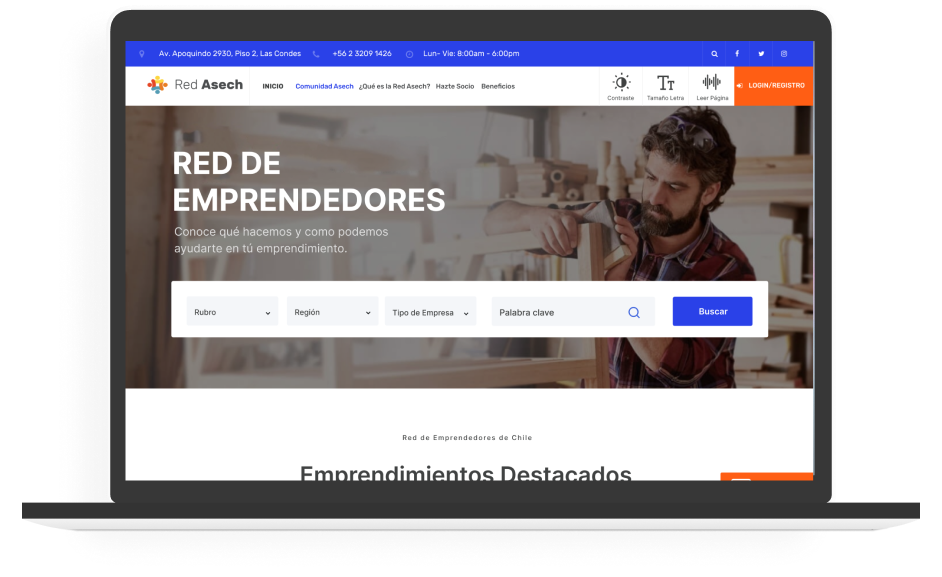 Av. Apoquindo 2930, Piso 2, Las Condes +56 2 3209 1426 Lun- Vie: 8:00am - 6:00pm
Red Asech INICIO Comunidad Asech ¿Qué es la Red Asech? Hazte Socio Beneficios Contraste Tamaño Letra Leer Página LOGIN/REGISTRO
RED DE
EMPRENDEDORES
Conoce qué hacemos y como podemos
ayudarte en tú emprendimiento.
Rubro Región Tipo de Empresa Palabra clave Buscar
Red de Emprendedores de Chile
Emprendimientos Destacados